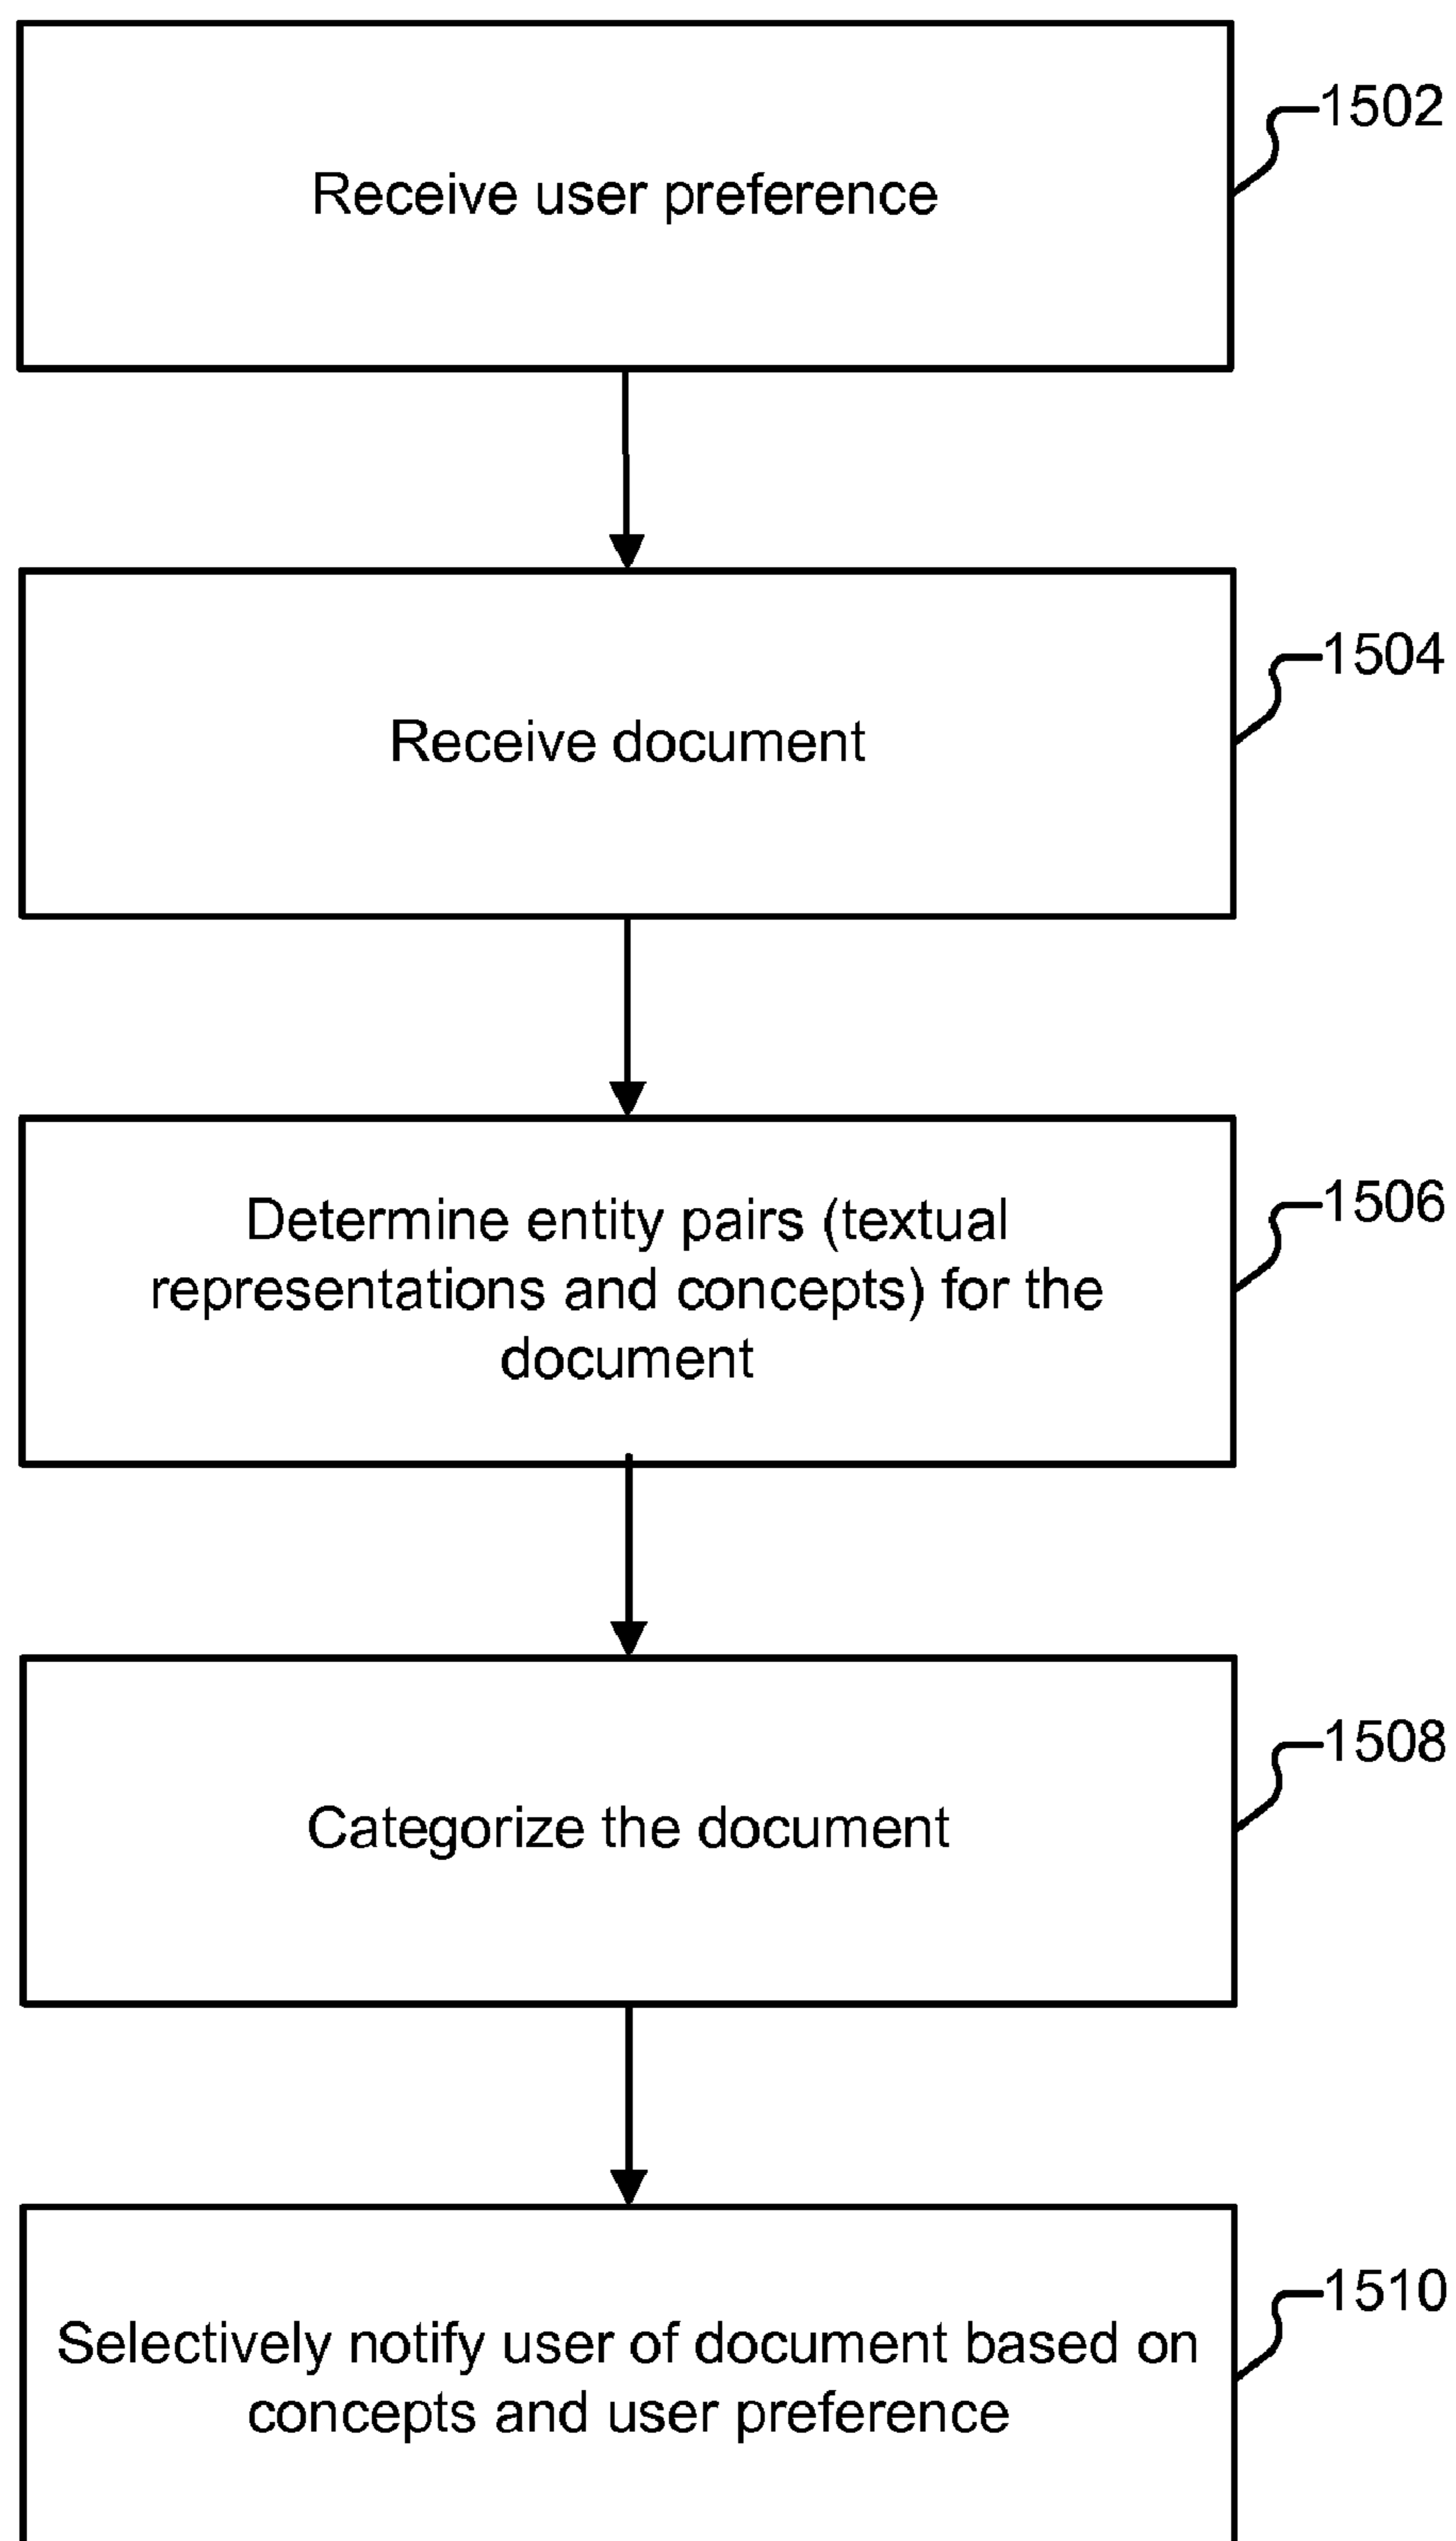 Receive user preference
1502
Receive document
1504
Determine entity pairs (textual
representations and concepts) for the
document
1506
Categorize the document
1508
Selectively notify user of document based on
concepts and user preference
1510